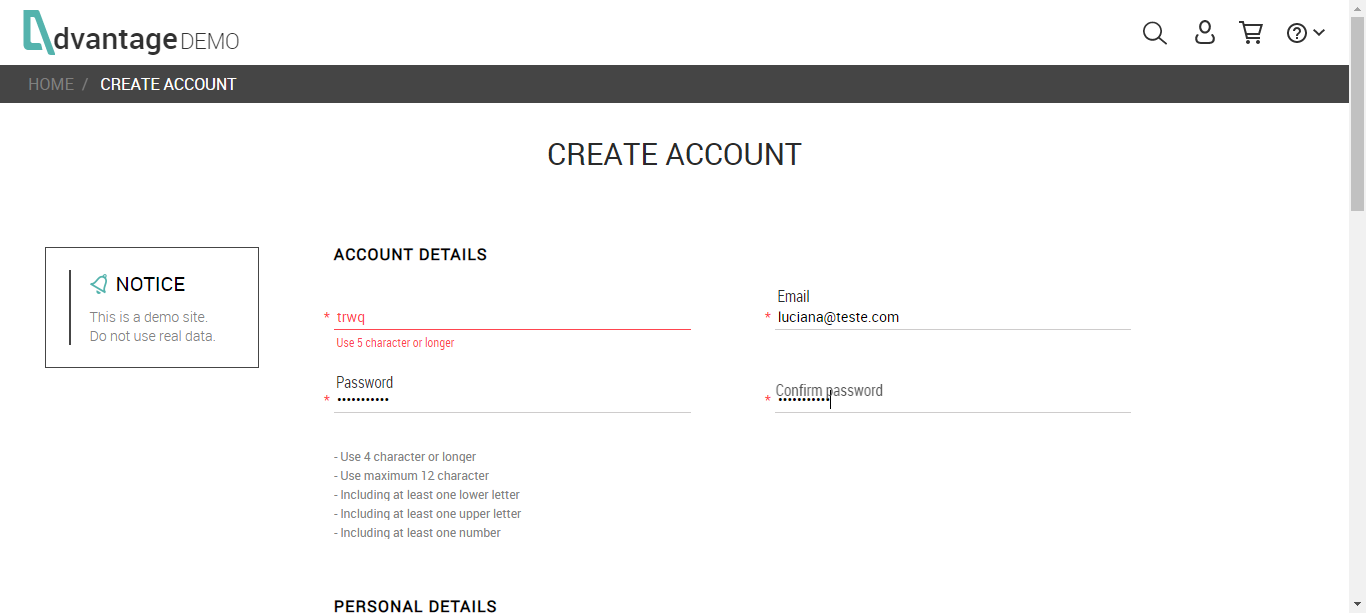 Advantage DEMO
HOME / CREATE ACCOUNT
CREATE ACCOUNT
NOTICE
This is a demo site.
Do not use real data.
ACCOUNT DETAILS
* trwq
Use 5 character or longer
Email
* luciana@teste.com
Password
* •••••••••••
Confirm password
* •••••••••••
- Use 4 character or longer
- Use maximum 12 character
- Including at least one lower letter
- Including at least one upper letter
- Including at least one number
PERSONAL DETAILS